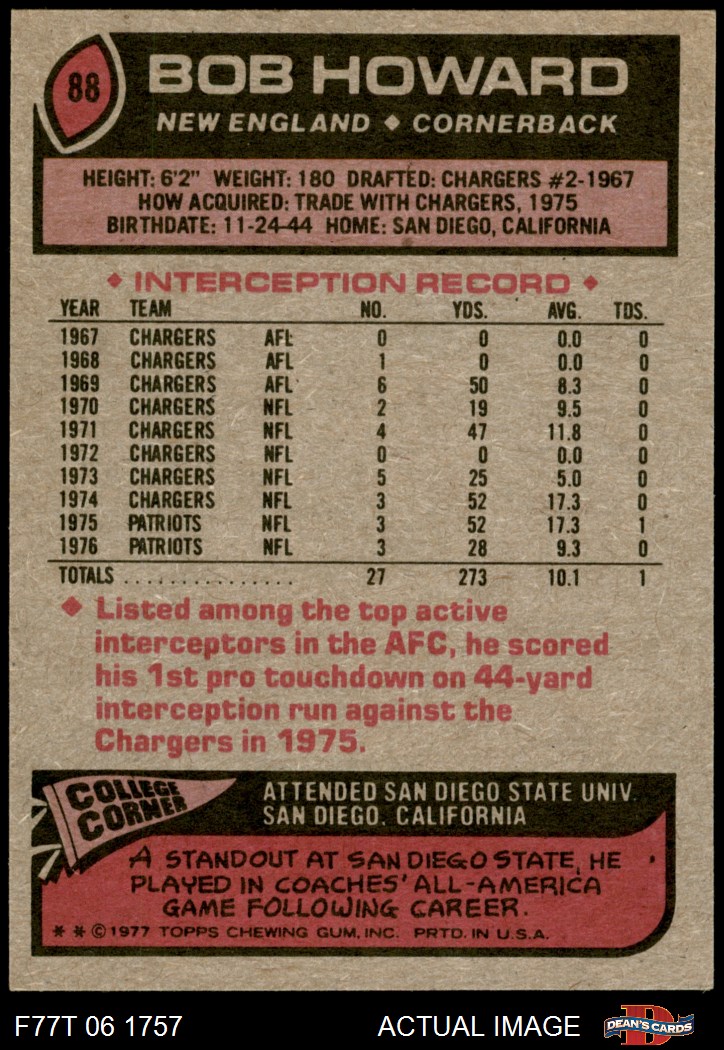 88
BOB HOWARD
NEW ENGLAND ◆ CORNERBACK
HEIGHT: 6'2" WEIGHT: 180 DRAFTED: CHARGERS #2-1967
HOW ACQUIRED: TRADE WITH CHARGERS, 1975
BIRTHDATE: 11-24-44 HOME: SAN DIEGO, CALIFORNIA
◆ INTERCEPTION RECORD ◆
YEAR TEAM NO. YDS. AVG. TDS.
1967 CHARGERS AFL 0 0 0.0 0
1968 CHARGERS AFL 1 0 0.0 0
1969 CHARGERS AFL 6 50 8.3 0
1970 CHARGERS NFL 2 19 9.5 0
1971 CHARGERS NFL 4 47 11.8 0
1972 CHARGERS NFL 0 0 0.0 0
1973 CHARGERS NFL 5 25 5.0 0
1974 CHARGERS NFL 3 52 17.3 0
1975 PATRIOTS NFL 3 52 17.3 1
1976 PATRIOTS NFL 3 28 9.3 0
TOTALS ............... 27 273 10.1 1
◆ Listed among the top active
interceptors in the AFC, he scored
his 1st pro touchdown on 44-yard
interception run against the
Chargers in 1975.
COLLEGE
CORNER
ATTENDED SAN DIEGO STATE UNIV.
SAN DIEGO, CALIFORNIA
A STANDOUT AT SAN DIEGO STATE, HE
PLAYED IN COACHES' ALL-AMERICA
GAME FOLLOWING CAREER.
* * © 1977 TOPPS CHEWING GUM, INC. PRTD. IN U.S.A.
F77T 06 1757 ACTUAL IMAGE
D
DEAN'S CARDS